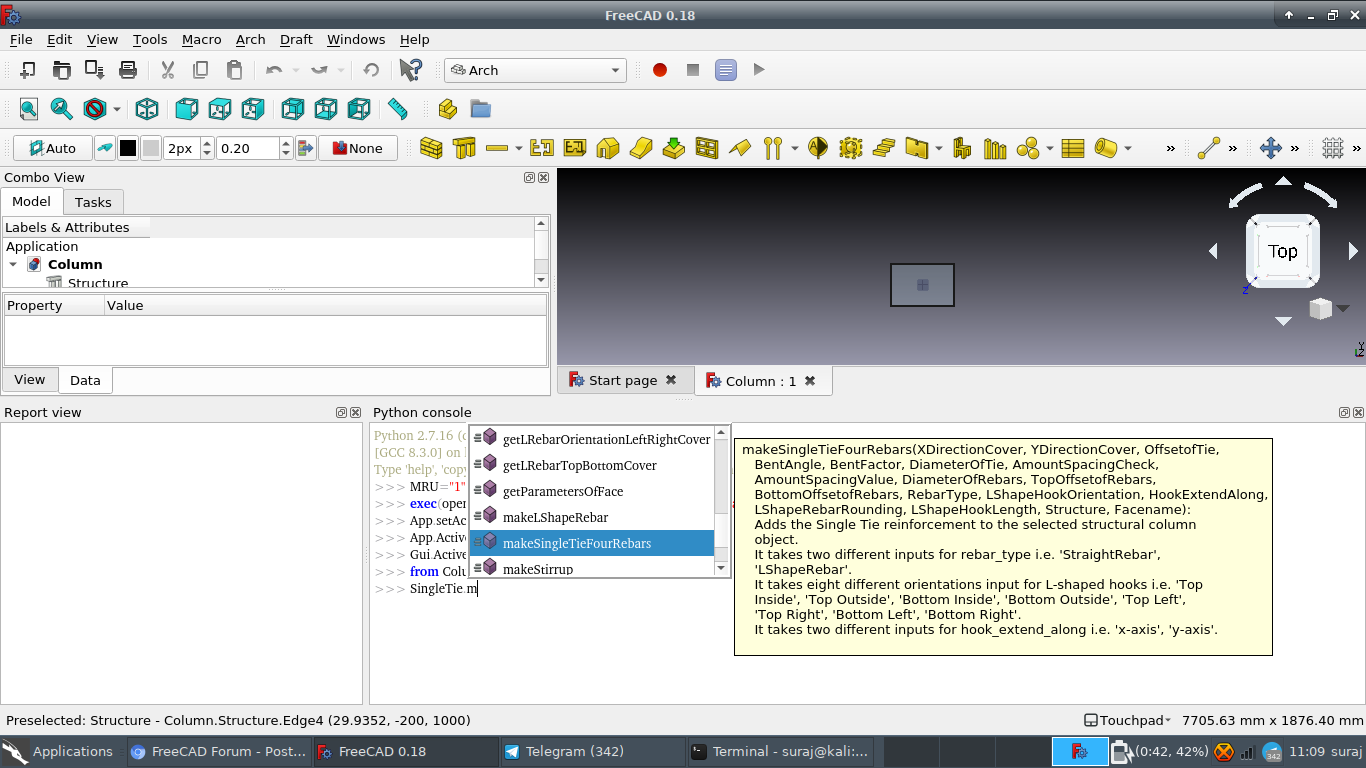 FreeCAD 0.18
File Edit View Tools Macro Arch Draft Windows Help
Arch
Auto 2px 0.20 None » » » »
Combo View
Model Tasks
Labels & Attributes
Application
Column
Structure
Property Value
View Data
Top
Z
Y
Z
Start page
Column : 1
Report view
Python console
Python 2.7.16 (
[GCC 8.3.0] on l
Type 'help', 'cop
>>> MRU="1"
>>> exec(oper
>>> App.setAc
>>> App.Active
>>> Gui.Active
>>> from Colu
>>> SingleTie.m
getLRebarOrientationLeftRightCover
getLRebarTopBottomCover
getParametersOfFace
makeLShapeRebar
makeSingleTieFourRebars
makeStirrup
makeSingleTieFourRebars(XDirectionCover, YDirectionCover, OffsetofTie,
BentAngle, BentFactor, DiameterOfTie, AmountSpacingCheck,
AmountSpacingValue, DiameterOfRebars, TopOffsetofRebars,
BottomOffsetofRebars, RebarType, LShapeHookOrientation, HookExtendAlong,
LShapeRebarRounding, LShapeHookLength, Structure, Facename):
Adds the Single Tie reinforcement to the selected structural column
object.
It takes two different inputs for rebar_type i.e. 'StraightRebar',
'LShapeRebar'.
It takes eight different orientations input for L-shaped hooks i.e. 'Top
Inside', 'Top Outside', 'Bottom Inside', 'Bottom Outside', 'Top Left',
'Top Right', 'Bottom Left', 'Bottom Right'.
It takes two different inputs for hook_extend_along i.e. 'x-axis', 'y-axis'.
Preselected: Structure - Column.Structure.Edge4 (29.9352, -200, 1000)
Touchpad 7705.63 mm x 1876.40 mm
Applications
FreeCAD Forum - Post...
FreeCAD 0.18
Telegram (342)
Terminal - suraj@kali:...
(0:42, 42%)
342
11:09 suraj